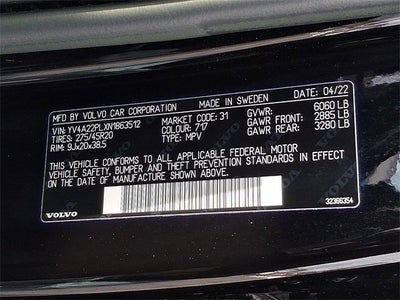 MFD BY VOLVO CAR CORPORATION MADE IN SWEDEN DATE: 04/22
VIN: YV4A22PLXN1863512 MARKET CODE: 31 GVWR: 6060 LB
TIRES: 275/45R20 COLOUR: 717 GAWR FRONT: 2885 LB
RIM: 9Jx20x38.5 TYPE: MPV GAWR REAR: 3280 LB
THIS VEHICLE CONFORMS TO ALL APPLICABLE FEDERAL MOTOR
VEHICLE SAFETY, BUMPER AND THEFT PREVENTION STANDARDS IN EFFECT
ON THE DATE OF MANUFACTURE SHOWN ABOVE.
VOLVO 32366354